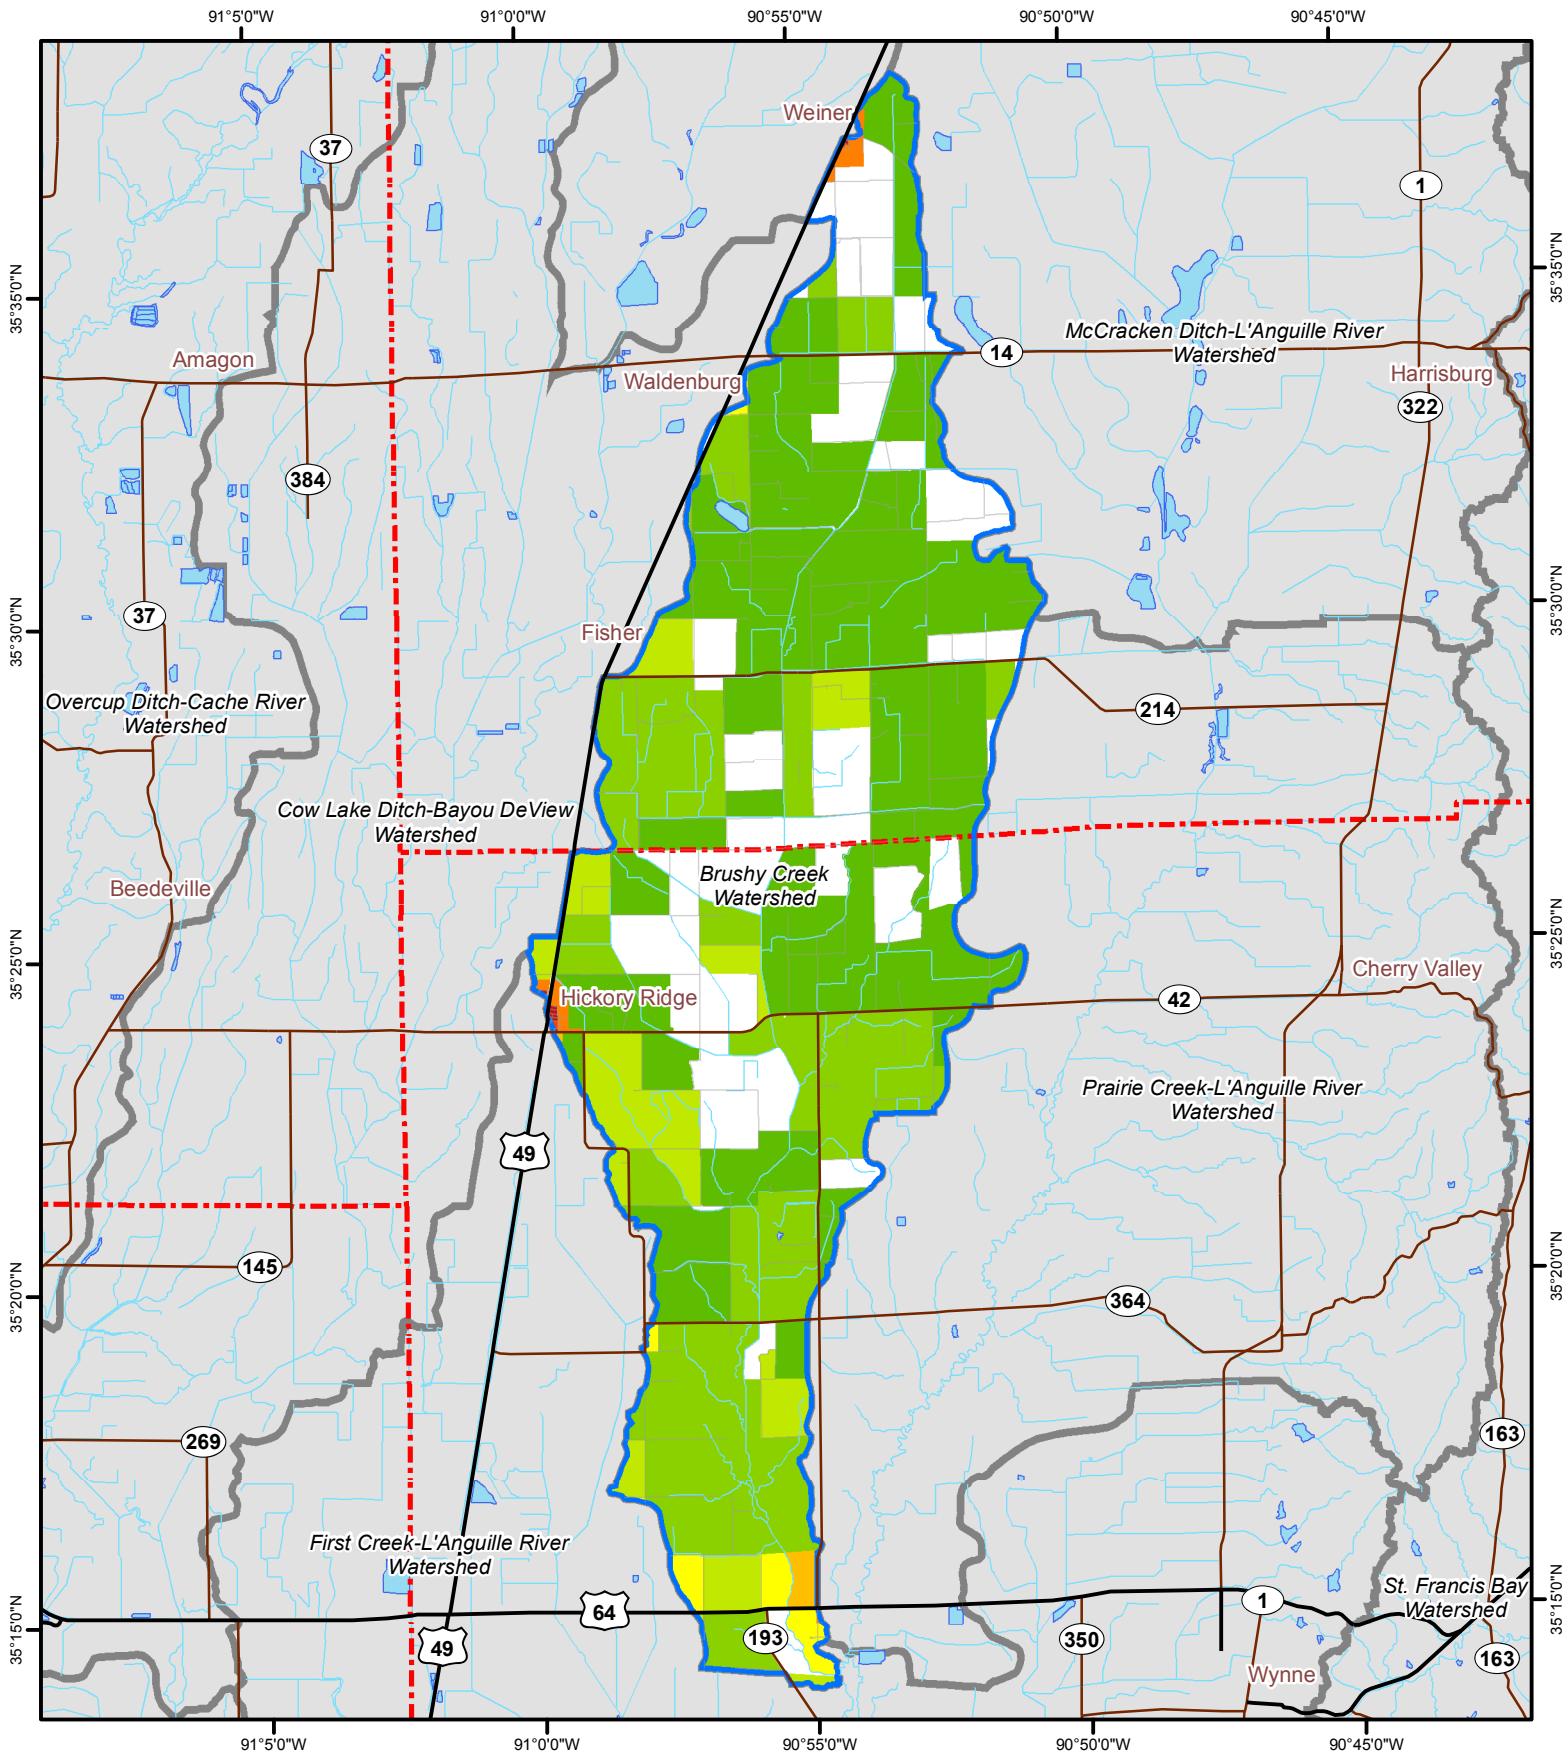 91°5'0"W
91°0'0"W
90°55'0"W
90°50'0"W
90°45'0"W
Weiner
37
1
35°35'0"N
35°35'0"N
McCracken Ditch-L'Anguille River
Watershed
14
Amagon
Waldenburg
Harrisburg
322
384
37
35°30'0"N
35°30'0"N
Fisher
Overcup Ditch-Cache River
Watershed
214
Cow Lake Ditch-Bayou DeView
Watershed
Brushy Creek
Watershed
Beedeville
35°25'0"N
35°25'0"N
Cherry Valley
Hickory Ridge
42
Prairie Creek-L'Anguille River
Watershed
49
145
35°20'0"N
35°20'0"N
364
269
163
First Creek-L'Anguille River
Watershed
St. Francis Bay
Watershed
35°15'0"N
35°15'0"N
64
1
49
193
350
163
Wynne
91°5'0"W
91°0'0"W
90°55'0"W
90°50'0"W
90°45'0"W